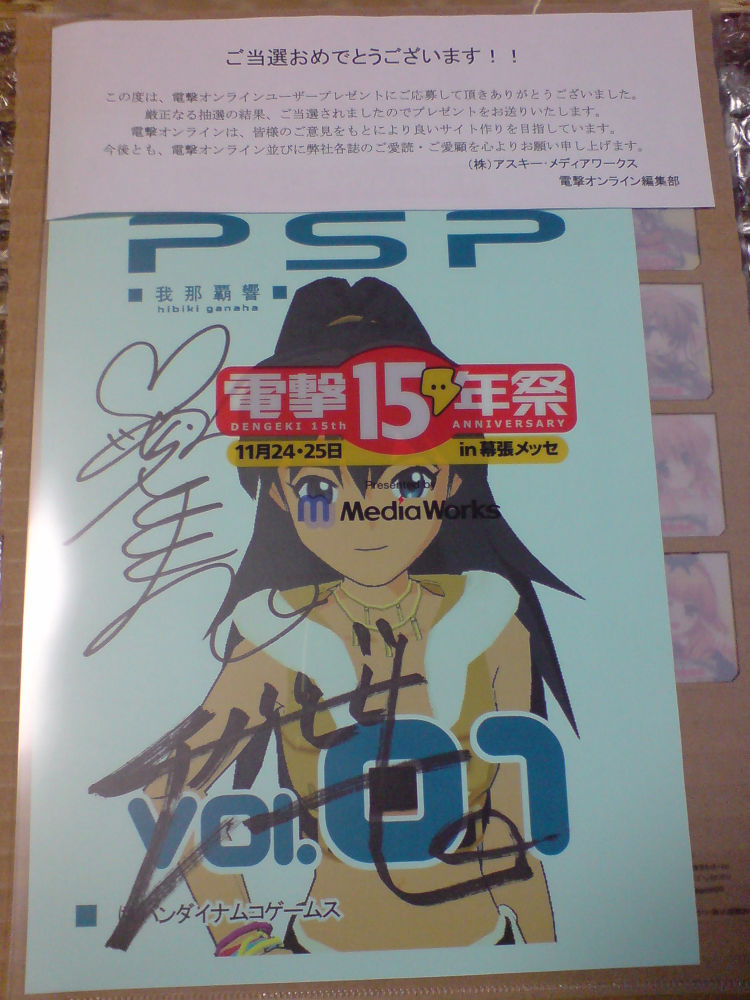 ご当選おめでとうございます！！
この度は、電撃オンラインユーザープレゼントにご応募して頂きありがとうございました。
厳正なる抽選の結果、ご当選されましたのでプレゼントをお送りいたします。
電撃オンラインは、皆様のご意見をもとにより良いサイト作りを目指しています。
今後とも、電撃オンライン並びに弊社各誌のご愛読・ご愛顧を心よりお願い申し上げます。
（株）アスキー・メディアワークス
電撃オンライン編集部
PSP
■我那覇響■
hibiki ganaha
電撃15年祭
DENGEKI 15th ANNIVERSARY
11月24・25日 in幕張メッセ
Presented by
MediaWorks
vol.01
バンダイナムコゲームス